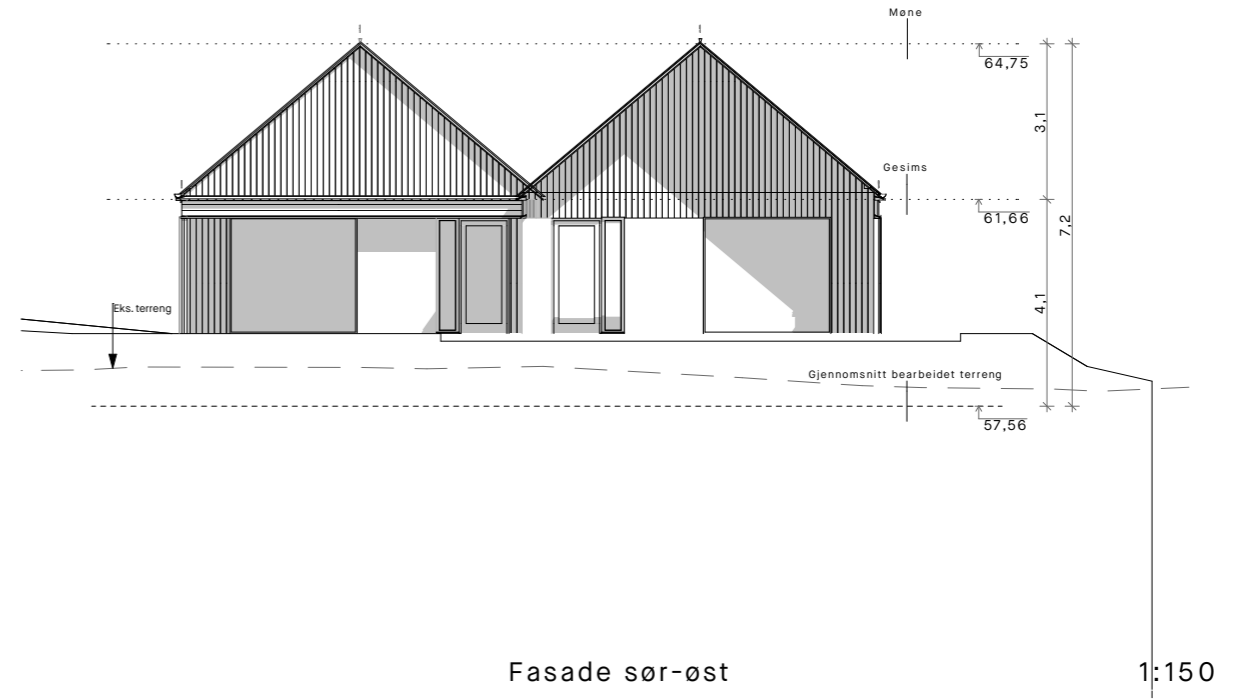 Møne
64,75
3,1
Gesims
61,66
7,2
4,1
Eks. terreng
Gjennomsnitt bearbeidet terreng
57,56
Fasade sør-øst
1:150